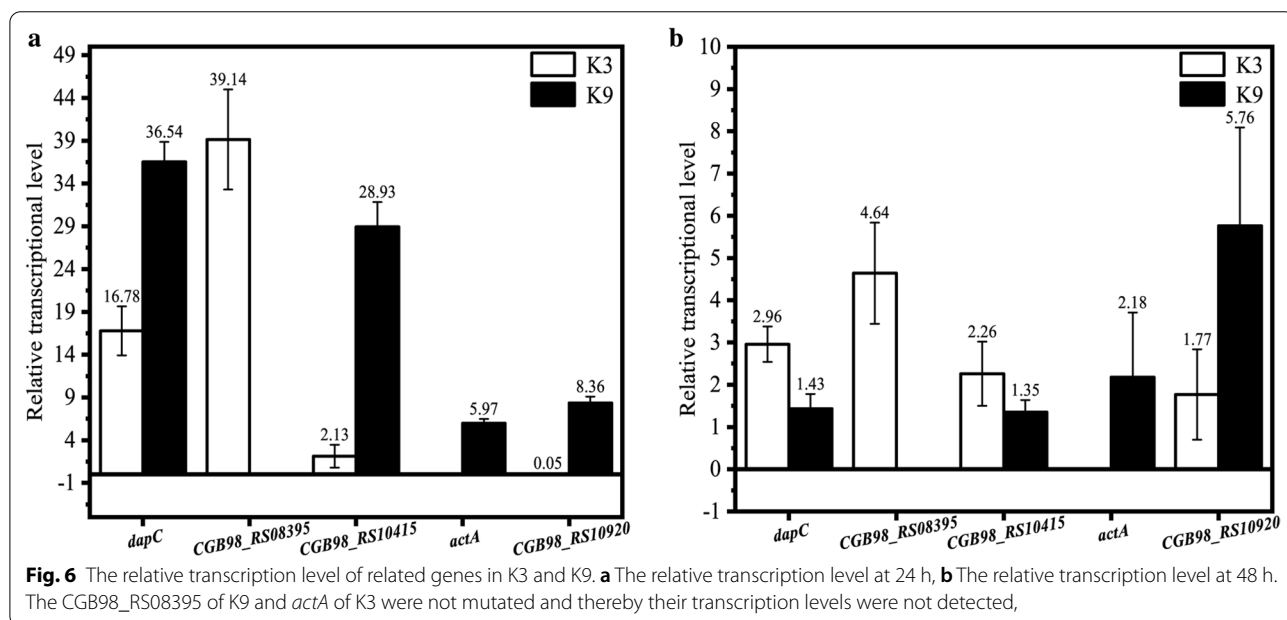 a
49
44
39
34
29
24
19
14
9
4
-1
Relative transcriptional level
K3
K9
16.78
36.54
39.14
2.13
28.93
5.97
0.05
8.36
dapC
CGB98_RS08395
CGB98_RS10415
actA
CGB98_RS10920
b
10
9
8
7
6
5
4
3
2
1
0
-1
Relative transcriptional level
K3
K9
2.96
1.43
4.64
2.26
1.35
2.18
1.77
5.76
dapC
CGB98_RS08395
CGB98_RS10415
actA
CGB98_RS10920
Fig. 6 The relative transcription level of related genes in K3 and K9. a The relative transcription level at 24 h, b The relative transcription level at 48 h.
The CGB98_RS08395 of K9 and actA of K3 were not mutated and thereby their transcription levels were not detected,